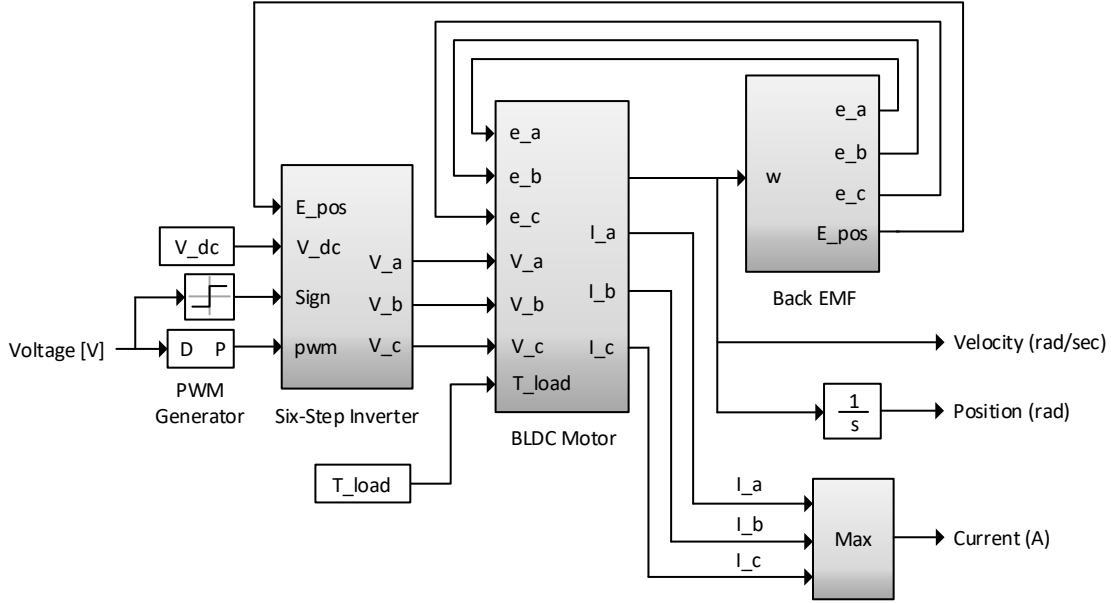 e_a
e_b
e_c
E_pos
w
Back EMF
e_a
e_b
e_c
V_a
V_b
V_c
T_load
I_a
I_b
I_c
BLDC Motor
E_pos
V_dc
Sign
pwm
V_a
V_b
V_c
Six-Step Inverter
V_dc
Voltage [V]
D P
PWM
Generator
T_load
Velocity (rad/sec)
1
s
Position (rad)
I_a
I_b
I_c
Max
Current (A)